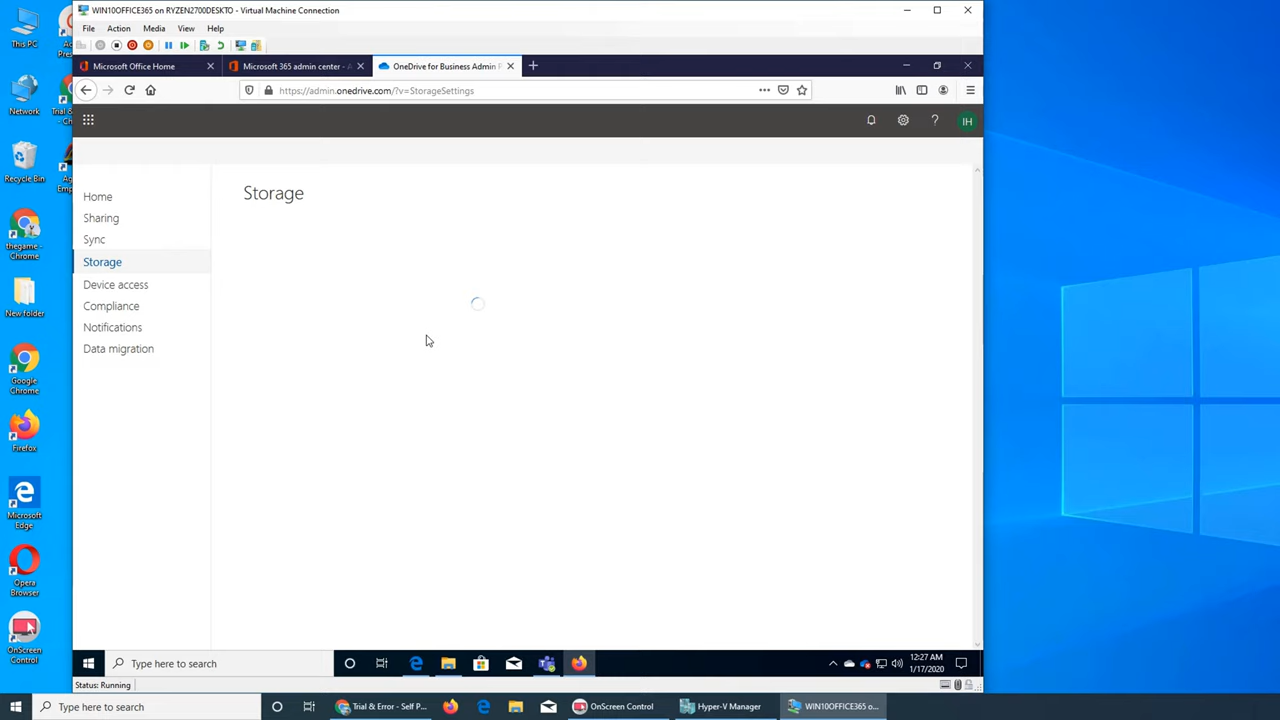 WIN10OFFICE365 on RYZEN2700DESKTO - Virtual Machine Connection
File Action Media View Help
Microsoft Office Home
Microsoft 365 admin center - A
OneDrive for Business Admin P
https://admin.onedrive.com/?v=StorageSettings
IH
Storage
Home
Sharing
Sync
Storage
Device access
Compliance
Notifications
Data migration
This PC
Network
Recycle Bin
thegame - Chrome
New folder
Google Chrome
Firefox
Microsoft Edge
Opera Browser
OnScreen Control
Type here to search
12:27 AM
1/17/2020
Status: Running
Type here to search
Trial & Error - Self P...
OnScreen Control
Hyper-V Manager
WIN10OFFICE365 o...